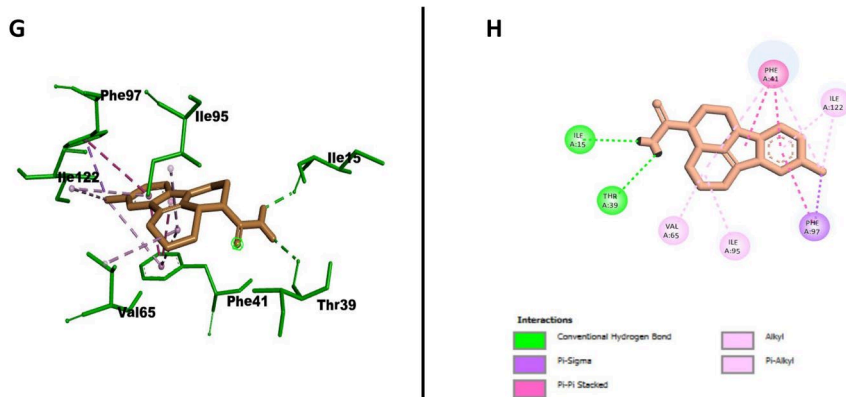 G
Phe97
Ile95
Ile15
Ile122
Val65
Phe41
Thr39
H
PHE
A:41
ILE
A:122
ILE
A:15
THR
A:39
VAL
A:65
ILE
A:95
PHE
A:97
Interactions
Conventional Hydrogen Bond
Pi-Sigma
Pi-Pi Stacked
Alkyl
Pi-Alkyl